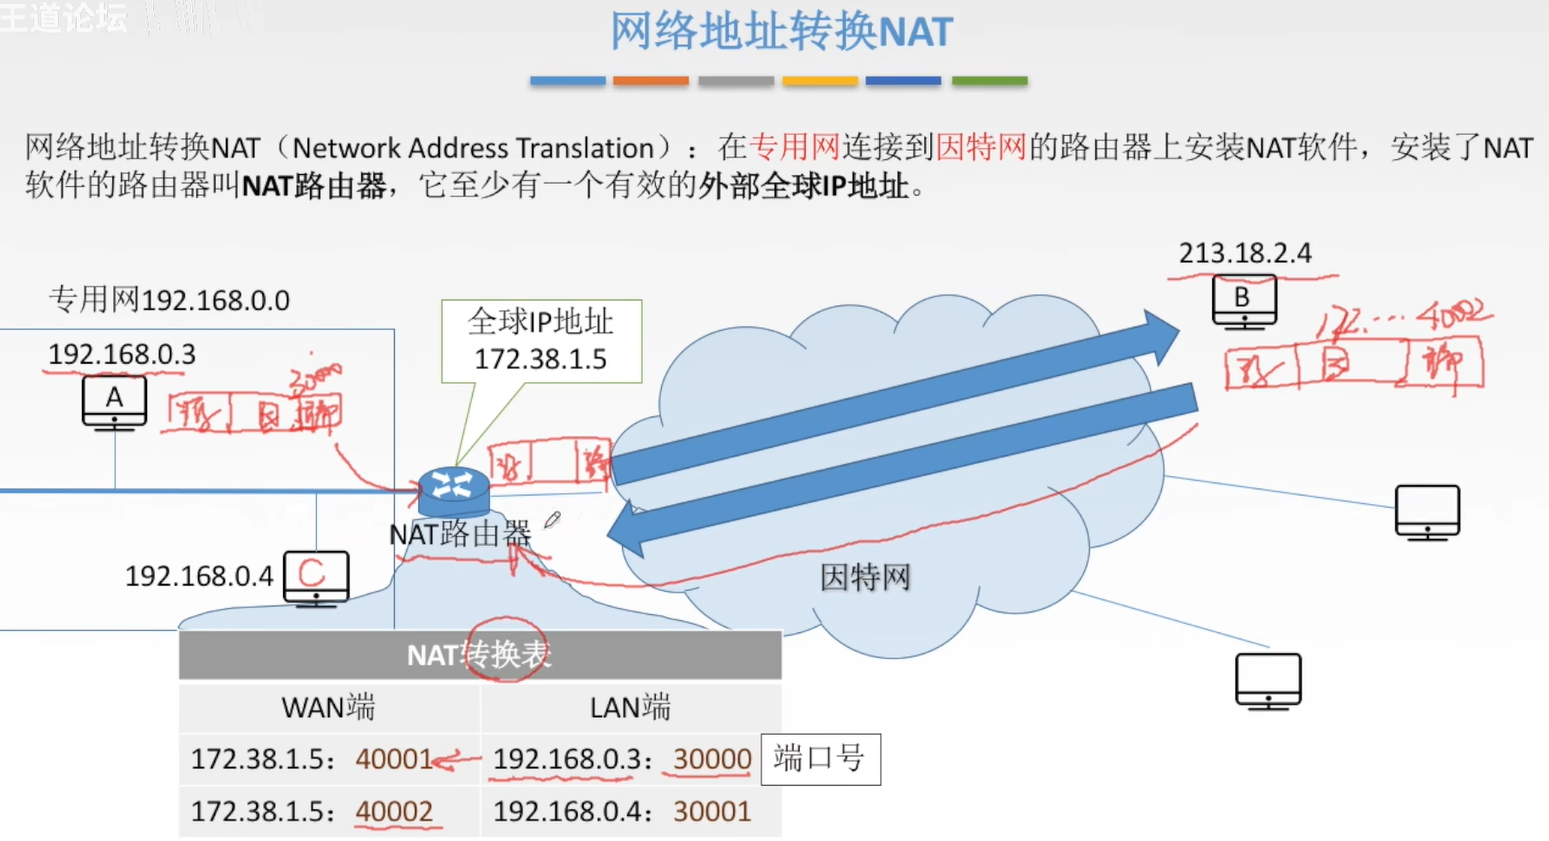 王道论坛
网络地址转换NAT
网络地址转换NAT（Network Address Translation）：在专用网连接到因特网的路由器上安装NAT软件，安装了NAT
软件的路由器叫NAT路由器，它至少有一个有效的外部全球IP地址。
213.18.2.4
B
172.... 40002
目
专用网192.168.0.0
192.168.0.3
A
30000
目
全球IP地址
172.38.1.5
NAT路由器
192.168.0.4
C
因特网
NAT转换表
WAN端
LAN端
172.38.1.5：40001
192.168.0.3：30000
端口号
172.38.1.5：40002
192.168.0.4：30001